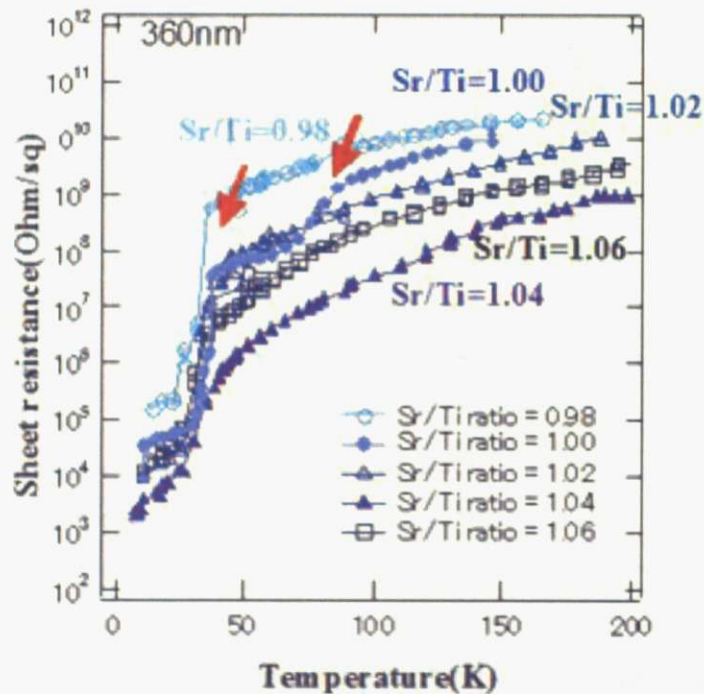 10¹²
360nm
10¹¹
Sr/Ti=1.00
10¹⁰
Sr/Ti=1.02
Sr/Ti=0.98
10⁹
10⁸
Sr/Ti=1.06
10⁷
Sr/Ti=1.04
10⁶
10⁵
10⁴
10³
10²
Sheet resistance(Ohm/sq)
Sr/Ti ratio = 0.98
Sr/Ti ratio = 1.00
Sr/Ti ratio = 1.02
Sr/Ti ratio = 1.04
Sr/Ti ratio = 1.06
0 50 100 150 200
Temperature(K)